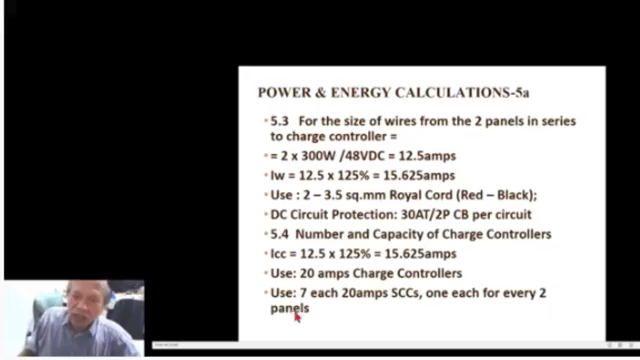 POWER & ENERGY CALCULATIONS-5a
•5.3 For the size of wires from the 2 panels in series
to charge controller =
•= 2 x 300W /48VDC = 12.5amps
•Iw = 12.5 x 125% = 15.625amps
•Use : 2 – 3.5 sq.mm Royal Cord (Red – Black);
•DC Circuit Protection: 30AT/2P CB per circuit
•5.4 Number and Capacity of Charge Controllers
•Icc = 12.5 x 125% = 15.625amps
•Use: 20 amps Charge Controllers
•Use: 7 each 20amps SCCs, one each for every 2
panels